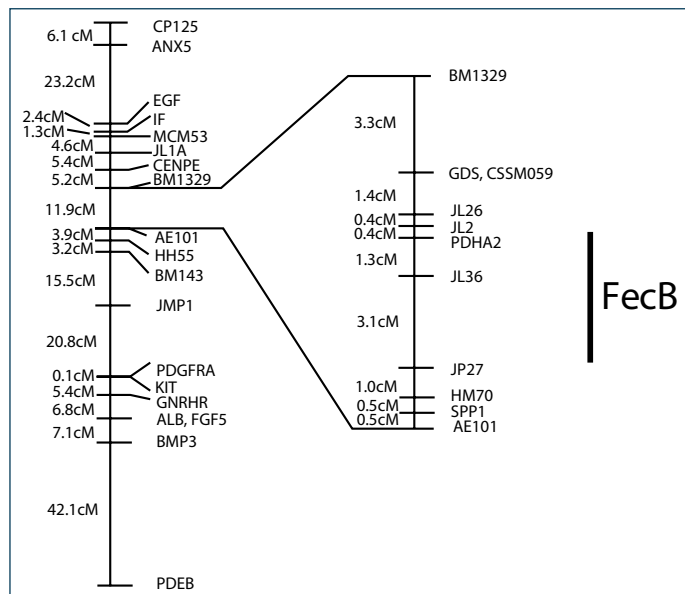 CP125
6.1 cM
ANX5
23.2cM
EGF
2.4cM
IF
1.3cM
MCM53
4.6cM
JL1A
5.4cM
CENPE
5.2cM
BM1329
11.9cM
AE101
3.9cM
HH55
3.2cM
BM143
15.5cM
JMP1
20.8cM
PDGFRA
0.1cM
KIT
5.4cM
GNRHR
6.8cM
ALB, FGF5
7.1cM
BMP3
42.1cM
PDEB
BM1329
3.3cM
GDS, CSSM059
1.4cM
JL26
0.4cM
JL2
0.4cM
PDHA2
1.3cM
JL36
3.1cM
JP27
1.0cM
HM70
0.5cM
SPP1
0.5cM
AE101
FecB